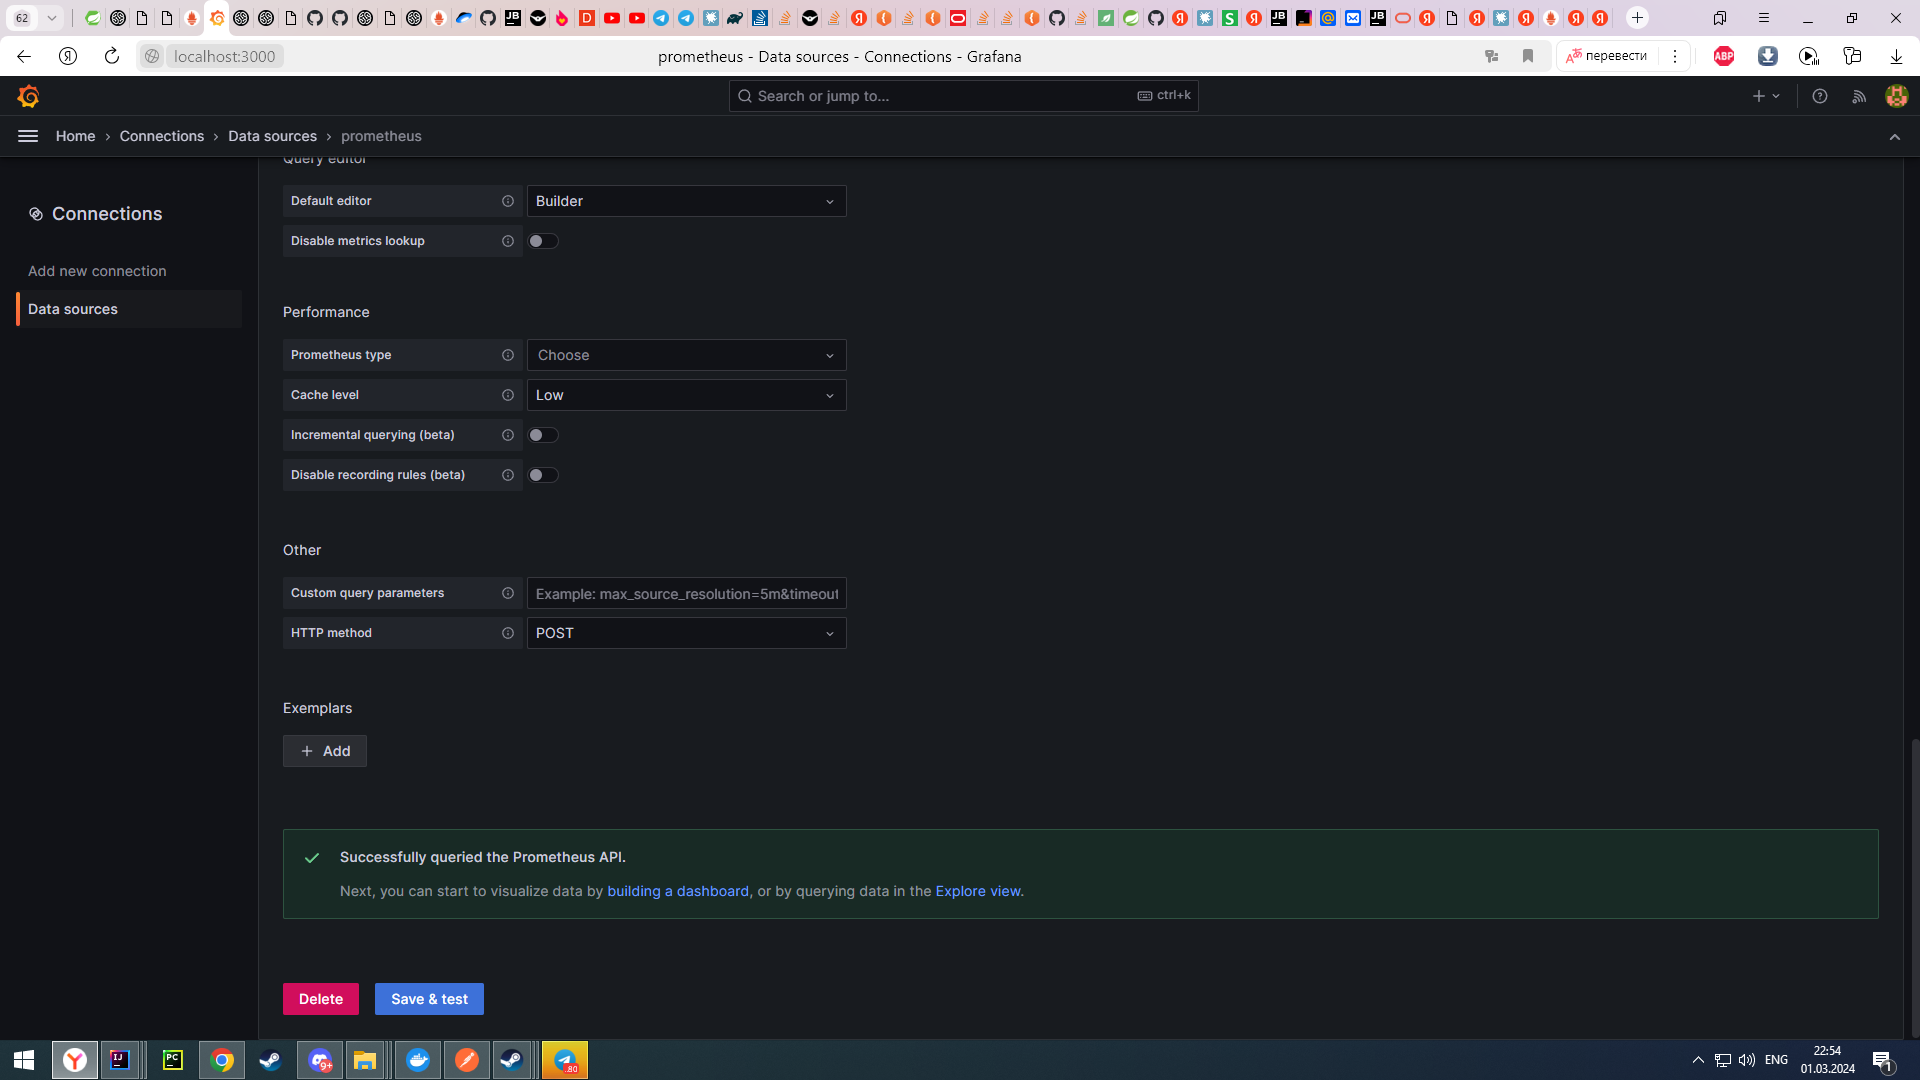 62
localhost:3000
prometheus - Data sources - Connections - Grafana
перевести
ABP
Search or jump to...
ctrl+k
Home
Connections
Data sources
prometheus
Query editor
Connections
Add new connection
Data sources
Default editor
Builder
Disable metrics lookup
Performance
Prometheus type
Choose
Cache level
Low
Incremental querying (beta)
Disable recording rules (beta)
Other
Custom query parameters
Example: max_source_resolution=5m&timeout
HTTP method
POST
Exemplars
Add
Successfully queried the Prometheus API.
Next, you can start to visualize data by building a dashboard, or by querying data in the Explore view.
Delete
Save & test
ENG
22:54
01.03.2024